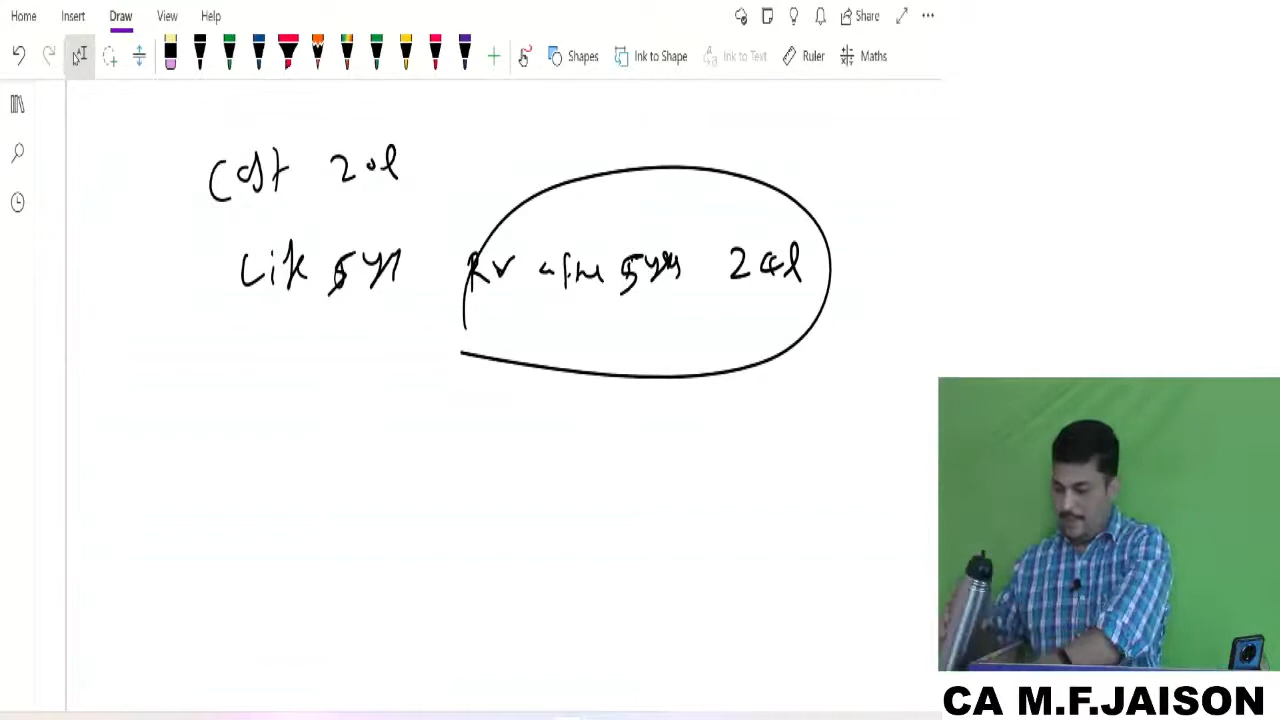 Home Insert Draw View Help
Share
Shapes Ink to Shape Ink to Text Ruler Maths
Cost 20l
Life 5yr RV after 5yrs 24l
CA M.F.JAISON